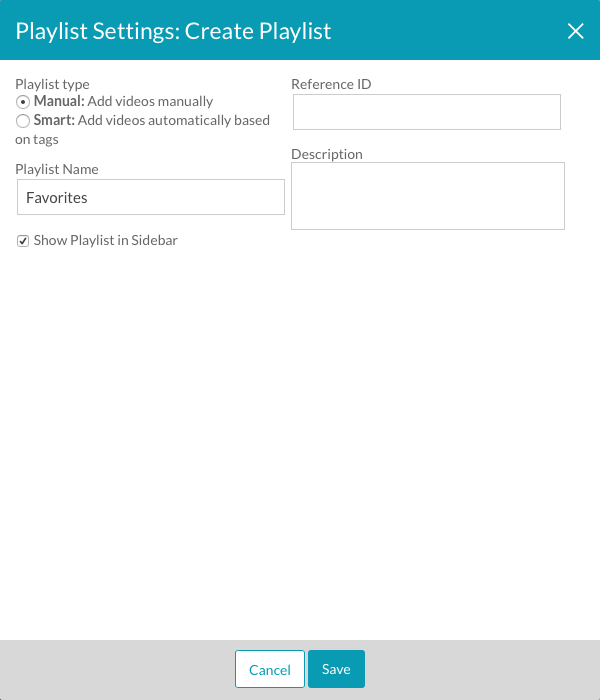 Playlist Settings: Create Playlist
Playlist type
Manual: Add videos manually
Smart: Add videos automatically based
on tags
Playlist Name
Favorites
Show Playlist in Sidebar
Reference ID
Description
Cancel
Save